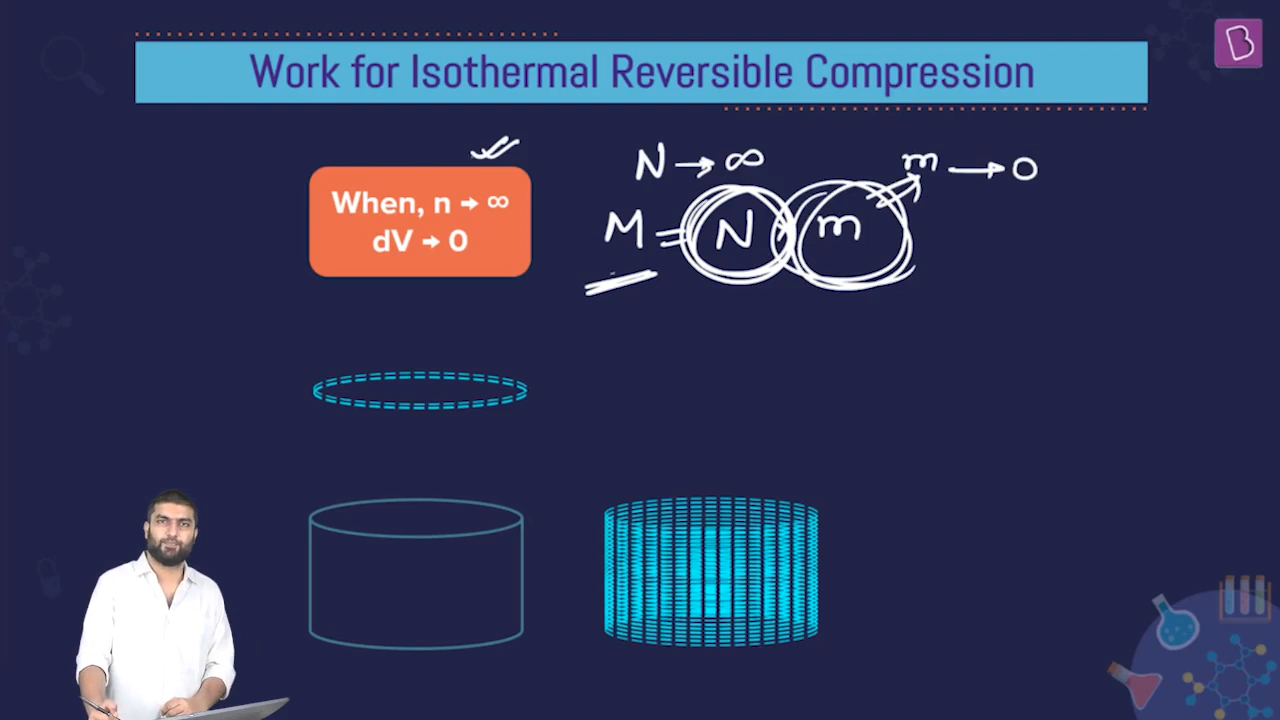 Work for Isothermal Reversible Compression
When, n → ∞
dV → 0
N → ∞
m → 0
M = N m
B